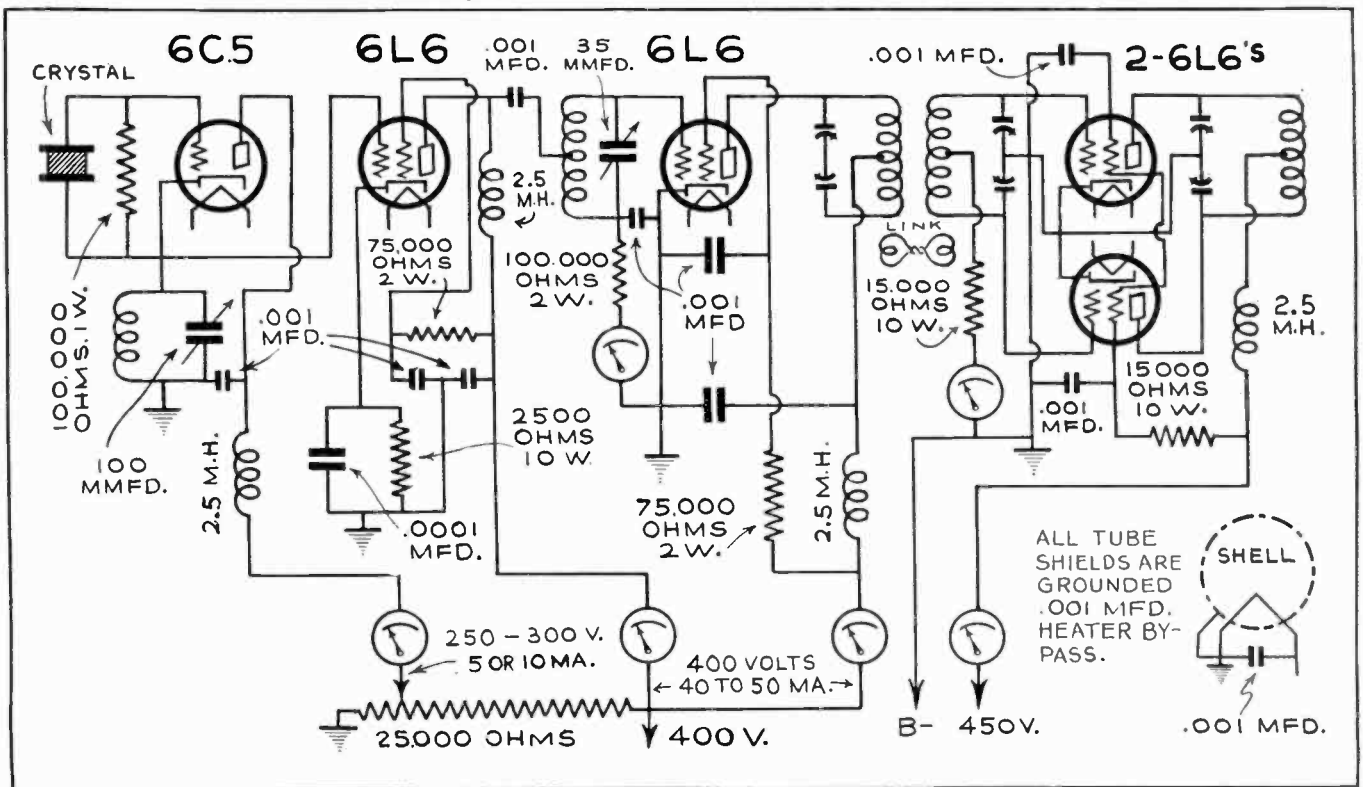 6C5
6L6
.001
MFD.
35
MMFD.
6L6
.001 MFD.
2-6L6's
CRYSTAL
100.000
OHMS.1W.
100
MMFD.
.001
MFD.
2.5 M.H.
75.000
OHMS
2 W.
2.5
M.H.
.0001
MFD.
2500
OHMS
10 W.
100.000
OHMS
2 W.
.001
MFD
75.000
OHMS
2 W.
2.5 M.H.
LINK
15.000
OHMS
10 W.
.001
MFD.
15000
OHMS
10 W.
2.5
M.H.
250 - 300 V.
5 OR 10 MA.
400 VOLTS
40 TO 50 MA.
25.000 OHMS
400 V.
B-
450V.
ALL TUBE
SHIELDS ARE
GROUNDED
.001 MFD.
HEATER BY-
PASS.
SHELL
.001 MFD.